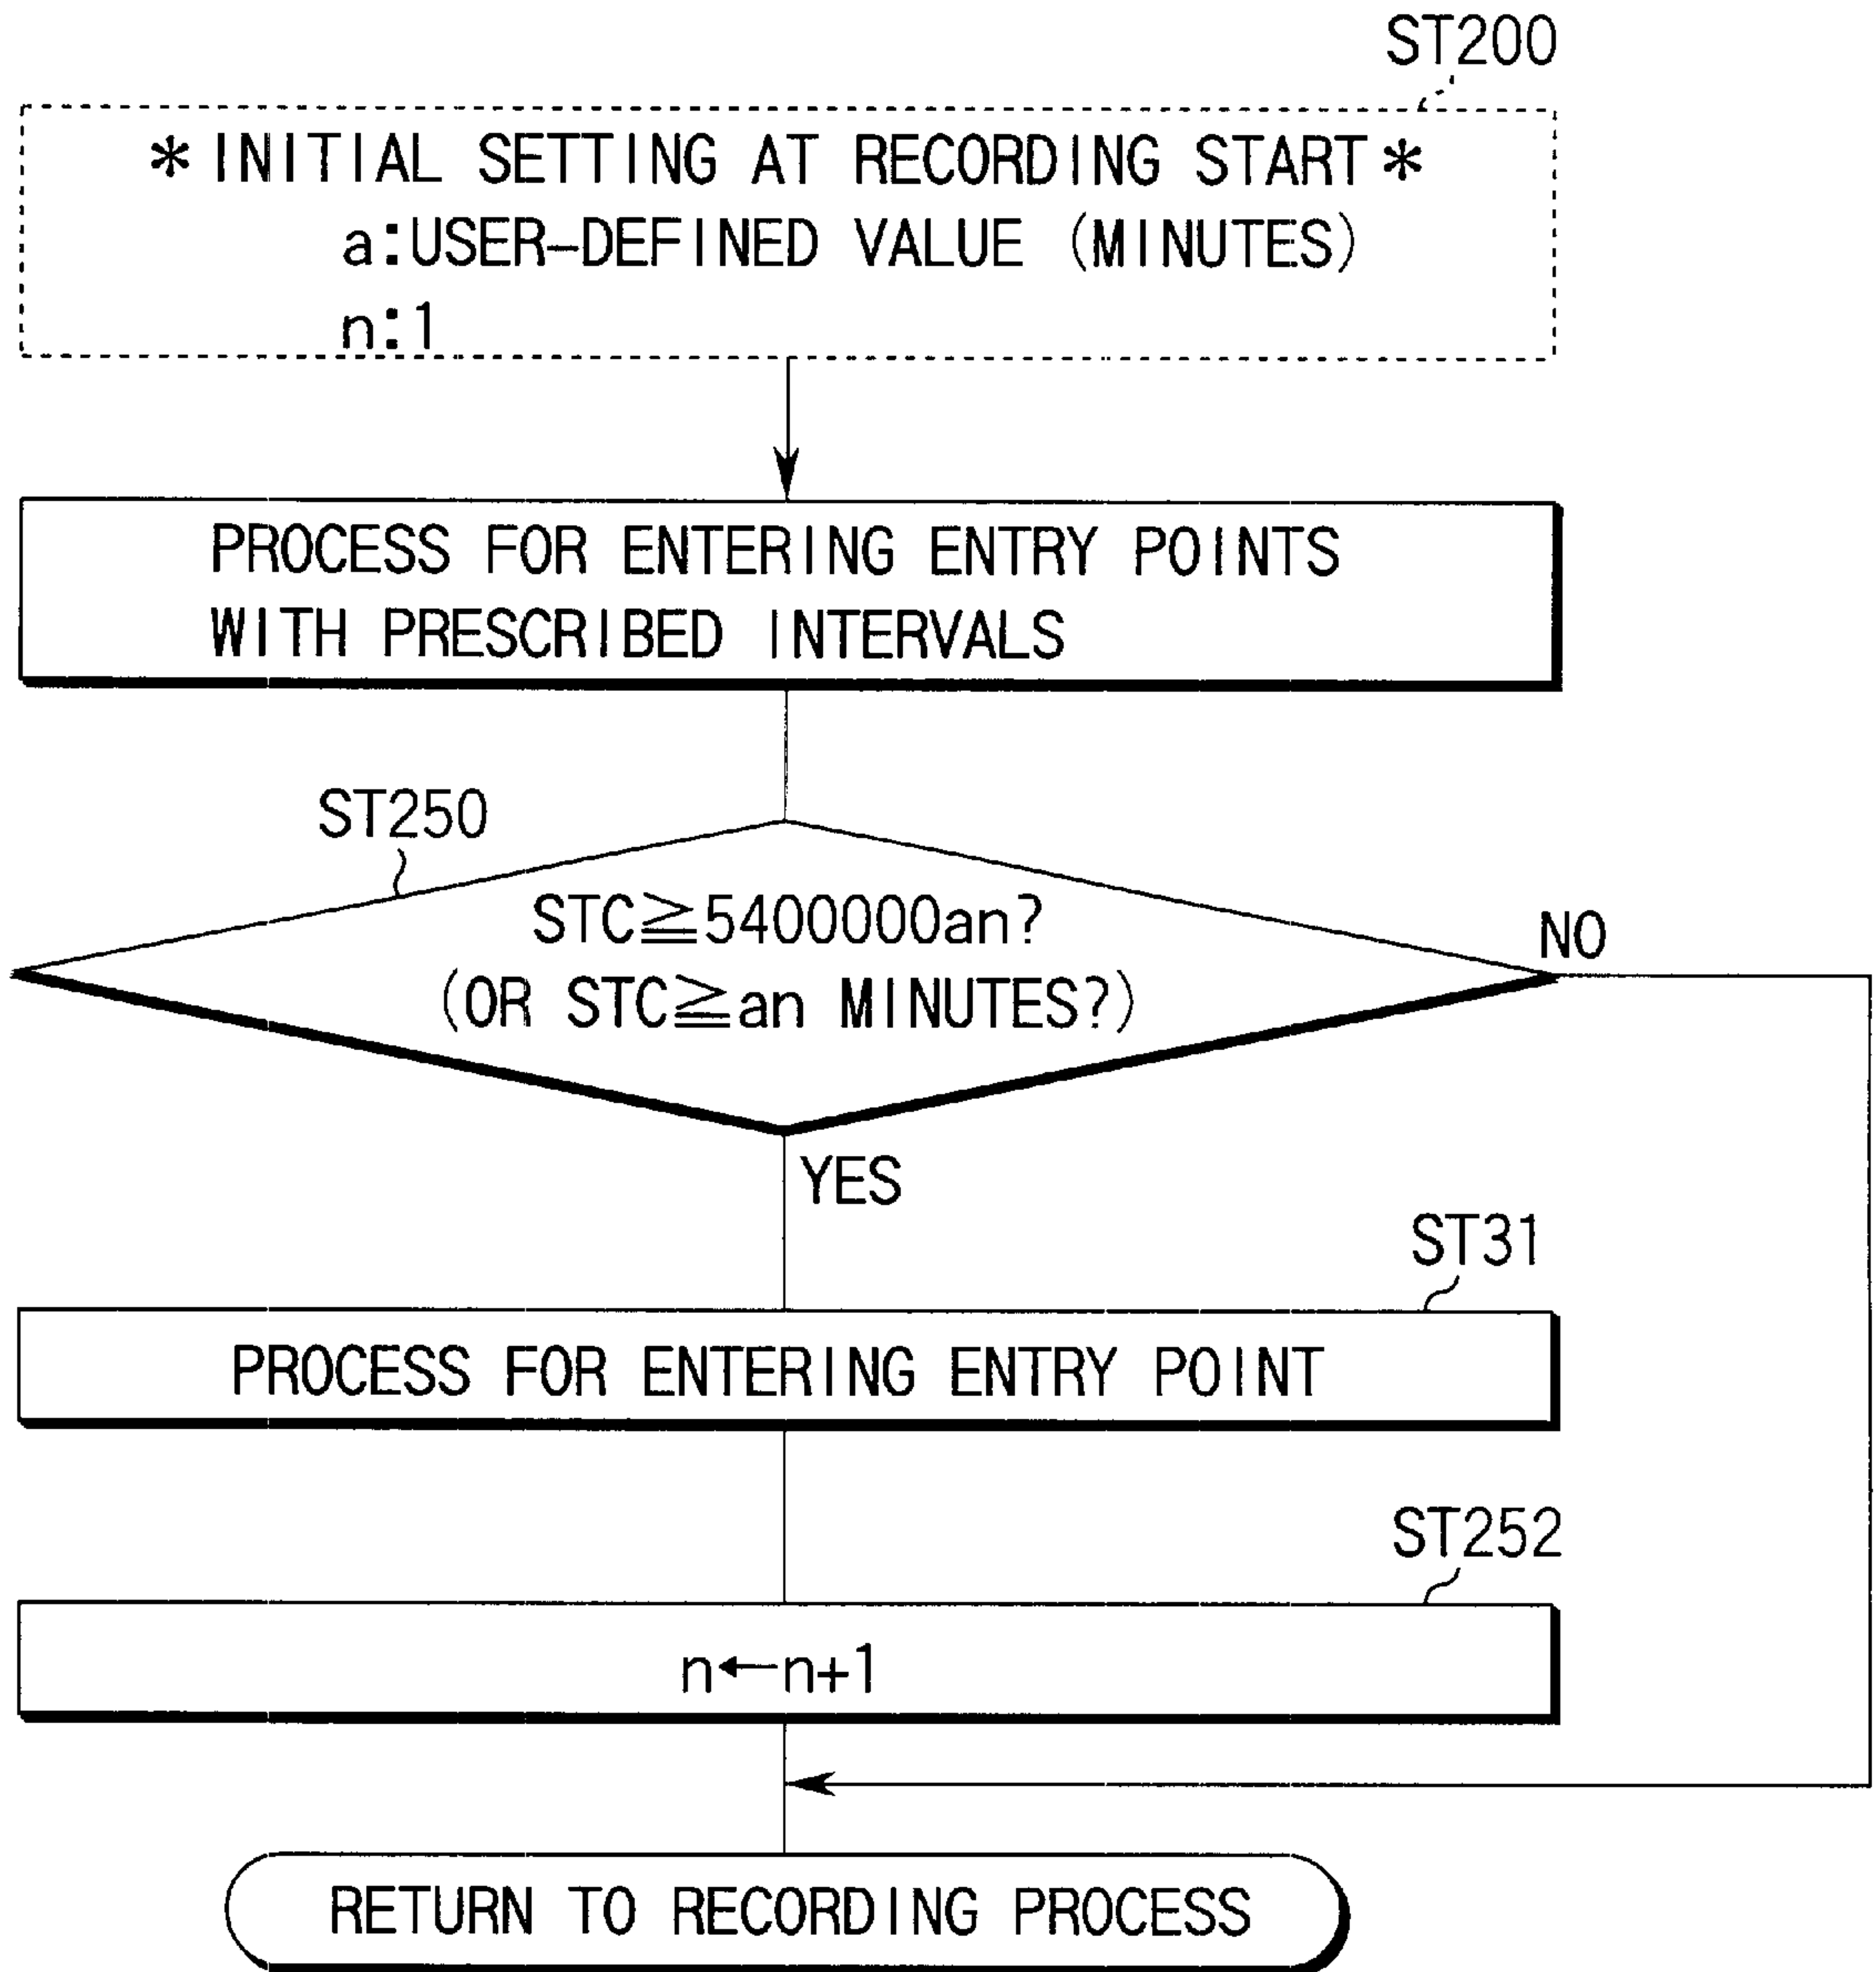 ST200
*INITIAL SETTING AT RECORDING START*
a:USER-DEFINED VALUE (MINUTES)
n:1
PROCESS FOR ENTERING ENTRY POINTS
WITH PRESCRIBED INTERVALS
ST250
STC≧5400000an?
(OR STC≧an MINUTES?)
NO
YES
ST31
PROCESS FOR ENTERING ENTRY POINT
ST252
n←n+1
RETURN TO RECORDING PROCESS